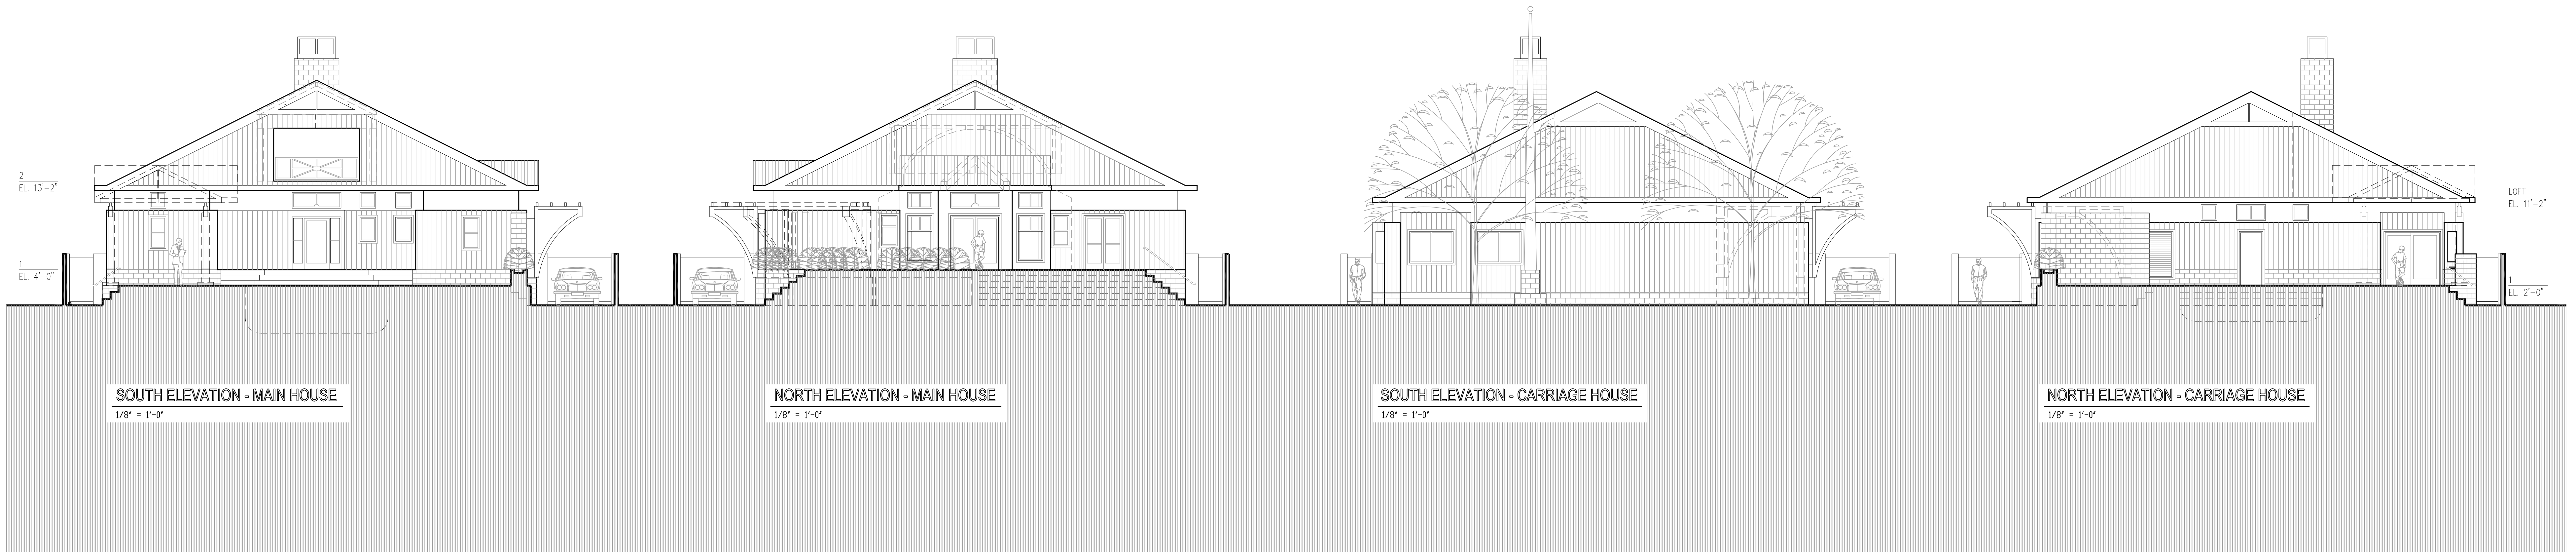 2
EL. 13'-2"
1
EL. 4'-0"
LOFT
EL. 11'-2"
1
EL. 2'-0"
SOUTH ELEVATION - MAIN HOUSE
1/8" = 1'-0"
NORTH ELEVATION - MAIN HOUSE
1/8" = 1'-0"
SOUTH ELEVATION - CARRIAGE HOUSE
1/8" = 1'-0"
NORTH ELEVATION - CARRIAGE HOUSE
1/8" = 1'-0"